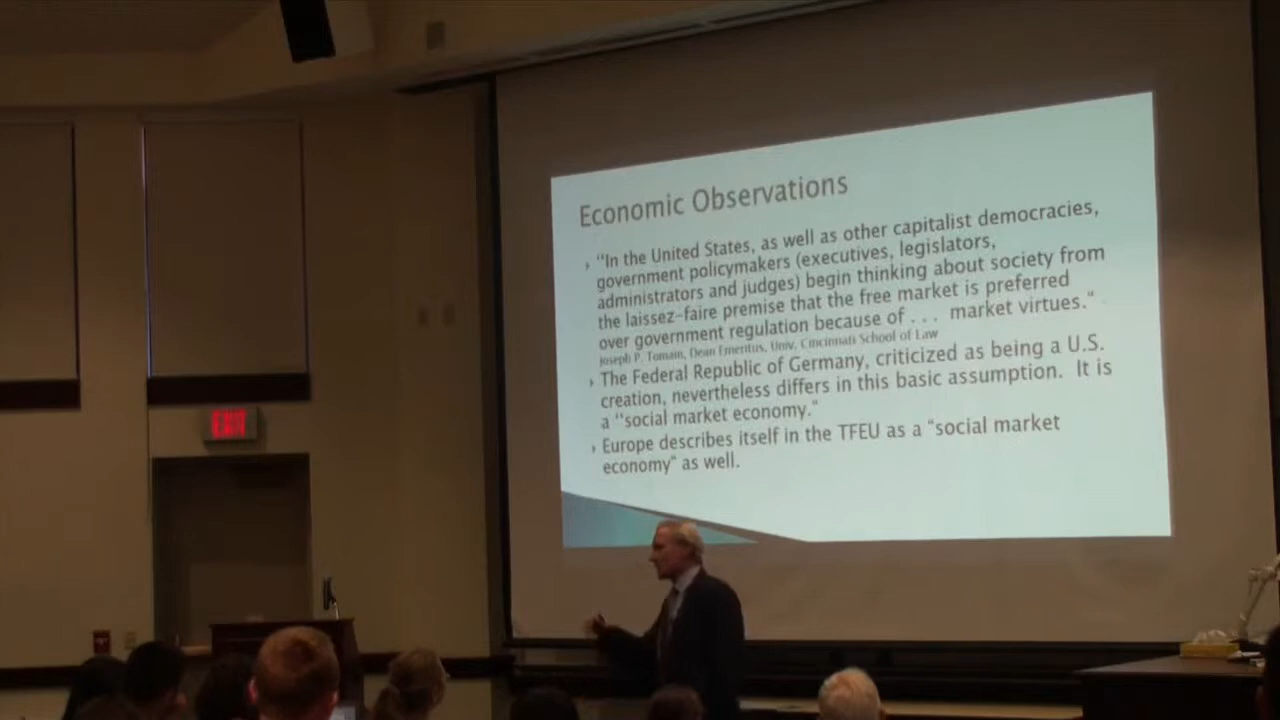 EXIT
Economic Observations
"In the United States, as well as other capitalist democracies,
government policymakers (executives, legislators,
administrators and judges) begin thinking about society from
the laissez-faire premise that the free market is preferred
over government regulation because of . . . market virtues."
Joseph P. Tomain, Dean Emeritus, Univ. Cincinnati School of Law
The Federal Republic of Germany, criticized as being a U.S.
creation, nevertheless differs in this basic assumption. It is
a "social market economy."
Europe describes itself in the TFEU as a "social market
economy" as well.